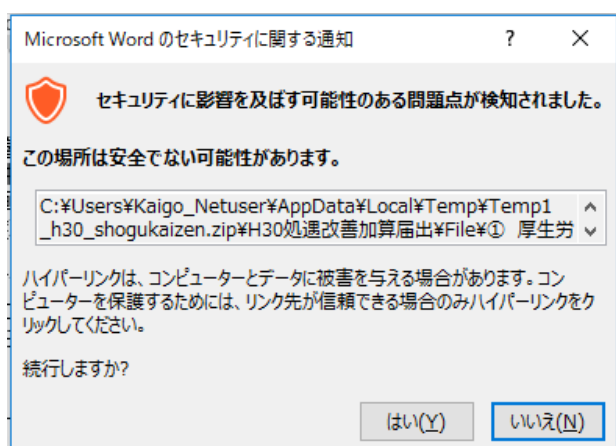 Microsoft Word のセキュリティに関する通知
?
×
セキュリティに影響を及ぼす可能性のある問題点が検知されました。
この場所は安全でない可能性があります。
C:¥Users¥Kaigo_Netuser¥AppData¥Local¥Temp¥Temp1
_h30_shogukaizen.zip¥H30処遇改善加算届出¥File¥① 厚生労
ハイパーリンクは、コンピューターとデータに被害を与える場合があります。コン
ピューターを保護するためには、リンク先が信頼できる場合のみハイパーリンクをク
リックしてください。
続行しますか?
はい(Y)
いいえ(N)